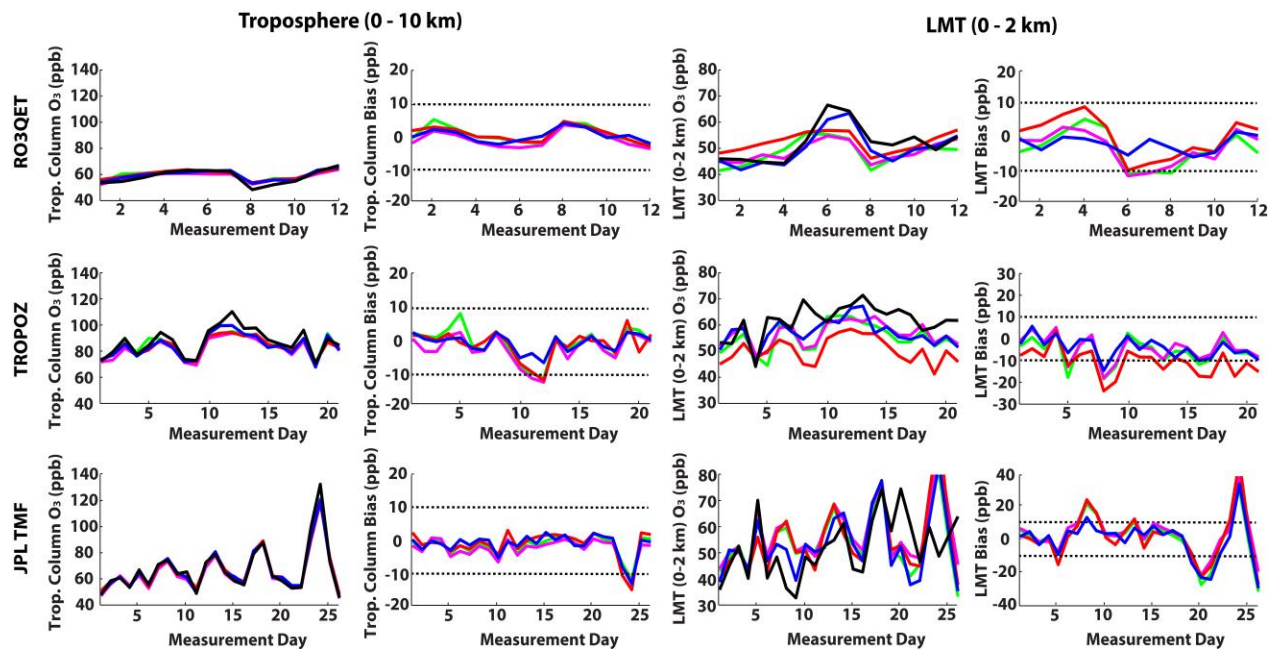 Troposphere (0 - 10 km)
LMT (0 - 2 km)
RO3QET
Trop. Column O₃ (ppb)
140
120
100
80
60
40
2 4 6 8 10 12
Measurement Day
Trop. Column Bias (ppb)
20
10
0
-10
-20
2 4 6 8 10 12
Measurement Day
LMT (0-2 km) O₃ (ppb)
80
70
60
50
40
30
2 4 6 8 10 12
Measurement Day
LMT Bias (ppb)
20
10
0
-10
-20
2 4 6 8 10 12
Measurement Day
TROPOZ
Trop. Column O₃ (ppb)
140
120
100
80
60
40
5 10 15 20
Measurement Day
Trop. Column Bias (ppb)
20
10
0
-10
-20
5 10 15 20
Measurement Day
LMT (0-2 km) O₃ (ppb)
80
70
60
50
40
30
5 10 15 20
Measurement Day
LMT Bias (ppb)
30
20
10
0
-10
-20
-30
5 10 15 20
Measurement Day
JPL TMF
Trop. Column O₃ (ppb)
140
120
100
80
60
40
5 10 15 20 25
Measurement Day
Trop. Column Bias (ppb)
20
10
0
-10
-20
5 10 15 20 25
Measurement Day
LMT (0-2 km) O₃ (ppb)
80
70
60
50
40
30
5 10 15 20 25
Measurement Day
LMT Bias (ppb)
40
20
0
-20
-40
5 10 15 20 25
Measurement Day